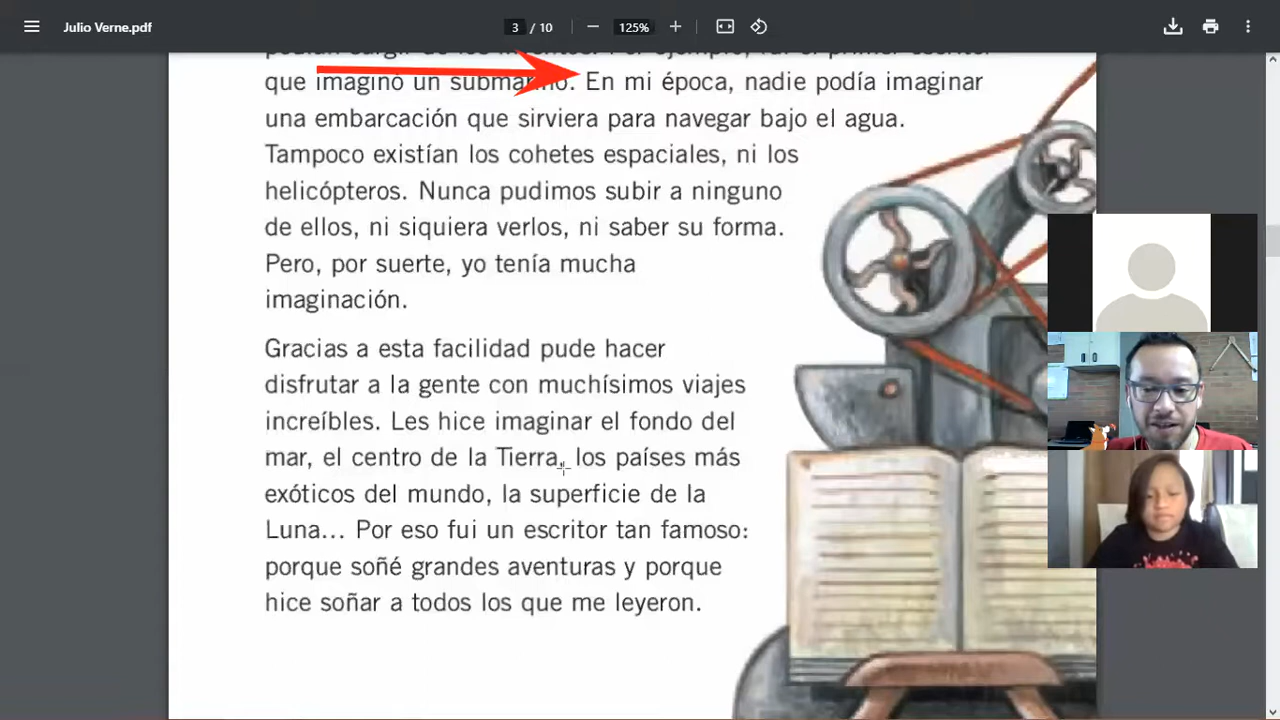 Julio Verne.pdf
3 / 10
125%
que imaginó un submarino. En mi época, nadie podía imaginar
una embarcación que sirviera para navegar bajo el agua.
Tampoco existían los cohetes espaciales, ni los
helicópteros. Nunca pudimos subir a ninguno
de ellos, ni siquiera verlos, ni saber su forma.
Pero, por suerte, yo tenía mucha
imaginación.
Gracias a esta facilidad pude hacer
disfrutar a la gente con muchísimos viajes
increíbles. Les hice imaginar el fondo del
mar, el centro de la Tierra, los países más
exóticos del mundo, la superficie de la
Luna... Por eso fui un escritor tan famoso:
porque soñé grandes aventuras y porque
hice soñar a todos los que me leyeron.